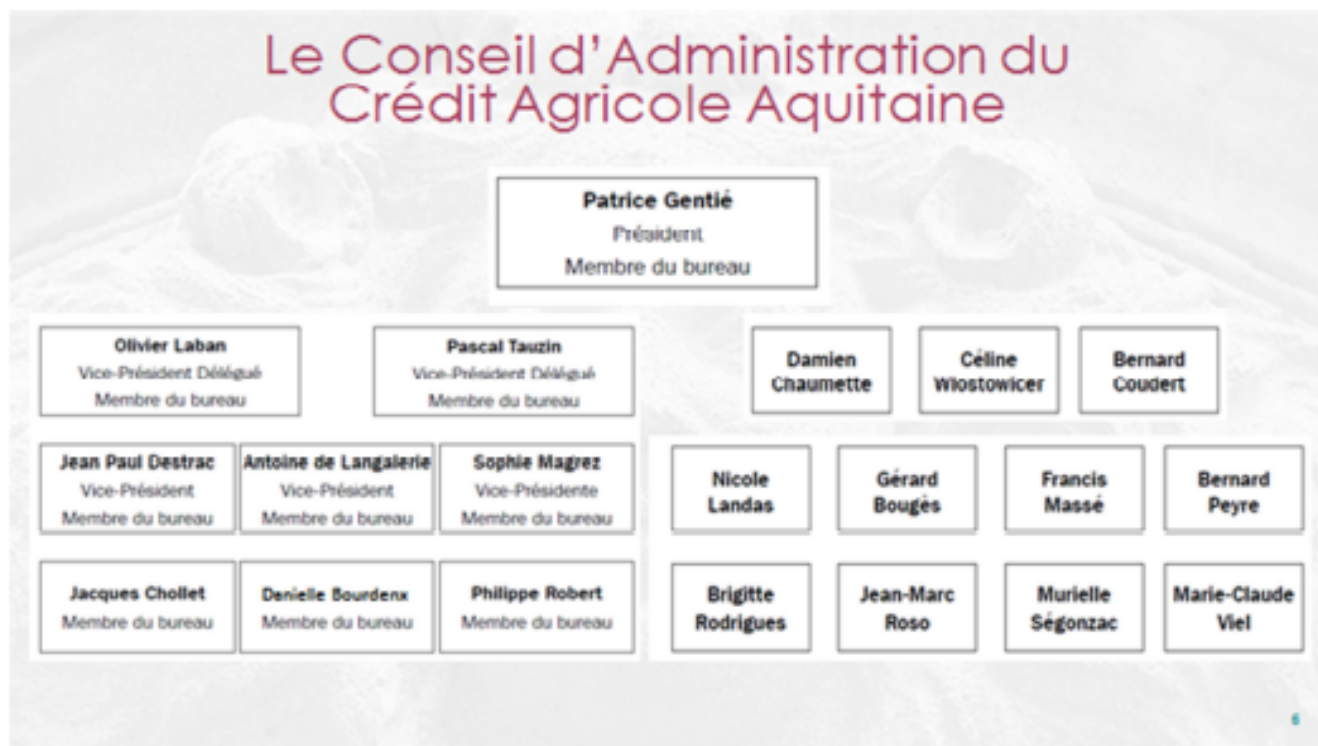 Le Conseil d'Administration du
Crédit Agricole Aquitaine
Patrice Gentié
Président
Membre du bureau
Olivier Laban
Vice-Président Délégué
Membre du bureau
Pascal Tauzin
Vice-Président Délégué
Membre du bureau
Damien
Chaumette
Céline
Wlostowicer
Bernard
Coudert
Jean Paul Destrac
Vice-Président
Membre du bureau
Antoine de Langalerie
Vice-Président
Membre du bureau
Sophie Magrez
Vice-Présidente
Membre du bureau
Nicole
Landas
Gérard
Bougès
Francis
Massé
Bernard
Peyre
Jacques Chollet
Membre du bureau
Danielle Bourdenx
Membre du bureau
Philippe Robert
Membre du bureau
Brigitte
Rodrigues
Jean-Marc
Roso
Murielle
Ségonzac
Marie-Claude
Viel
6